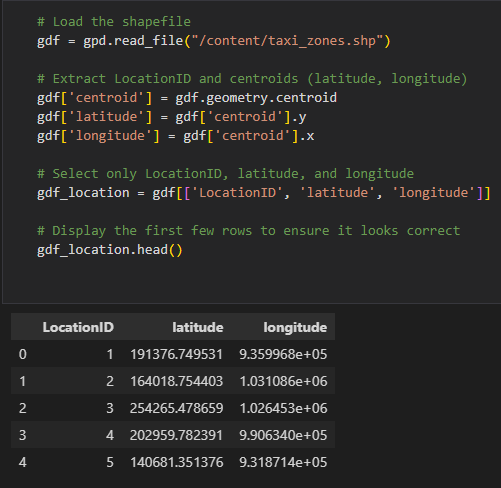 # Load the shapefile
gdf = gpd.read_file("/content/taxi_zones.shp")
# Extract LocationID and centroids (latitude, longitude)
gdf['centroid'] = gdf.geometry.centroid
gdf['latitude'] = gdf['centroid'].y
gdf['longitude'] = gdf['centroid'].x
# Select only LocationID, latitude, and longitude
gdf_location = gdf[['LocationID', 'latitude', 'longitude']]
# Display the first few rows to ensure it looks correct
gdf_location.head()
LocationID latitude longitude
0 1 191376.749531 9.359968e+05
1 2 164018.754403 1.031086e+06
2 3 254265.478659 1.026453e+06
3 4 202959.782391 9.906340e+05
4 5 140681.351376 9.318714e+05